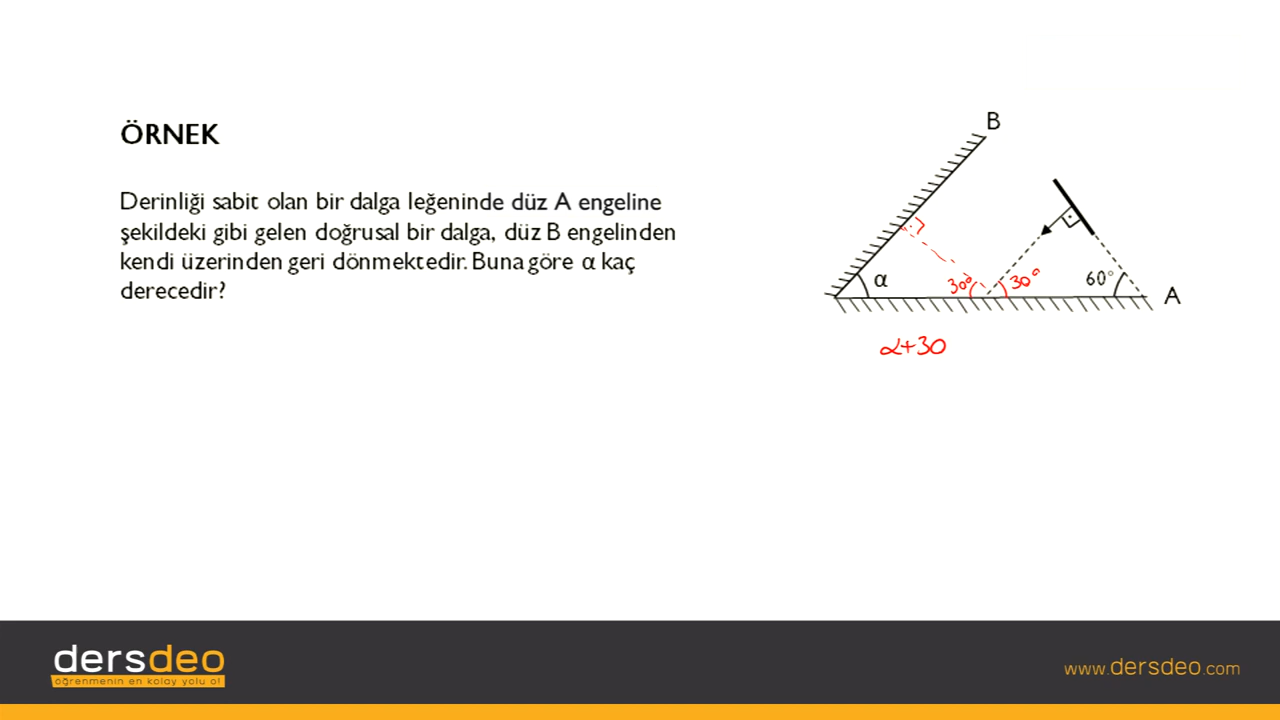 ÖRNEK
Derinliği sabit olan bir dalga leğeninde düz A engeline
şekildeki gibi gelen doğrusal bir dalga, düz B engelinden
kendi üzerinden geri dönmektedir. Buna göre α kaç
derecedir?
B
α
30°
30°
60°
A
α+30
dersdeo
öğrenmenin en kolay yolu o!
www.dersdeo.com